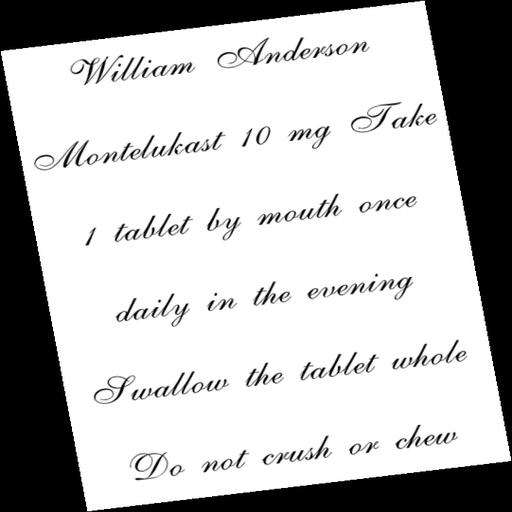 William Anderson
Montelukast 10 mg Take
1 tablet by mouth once
daily in the evening
Swallow the tablet whole
Do not crush or chew